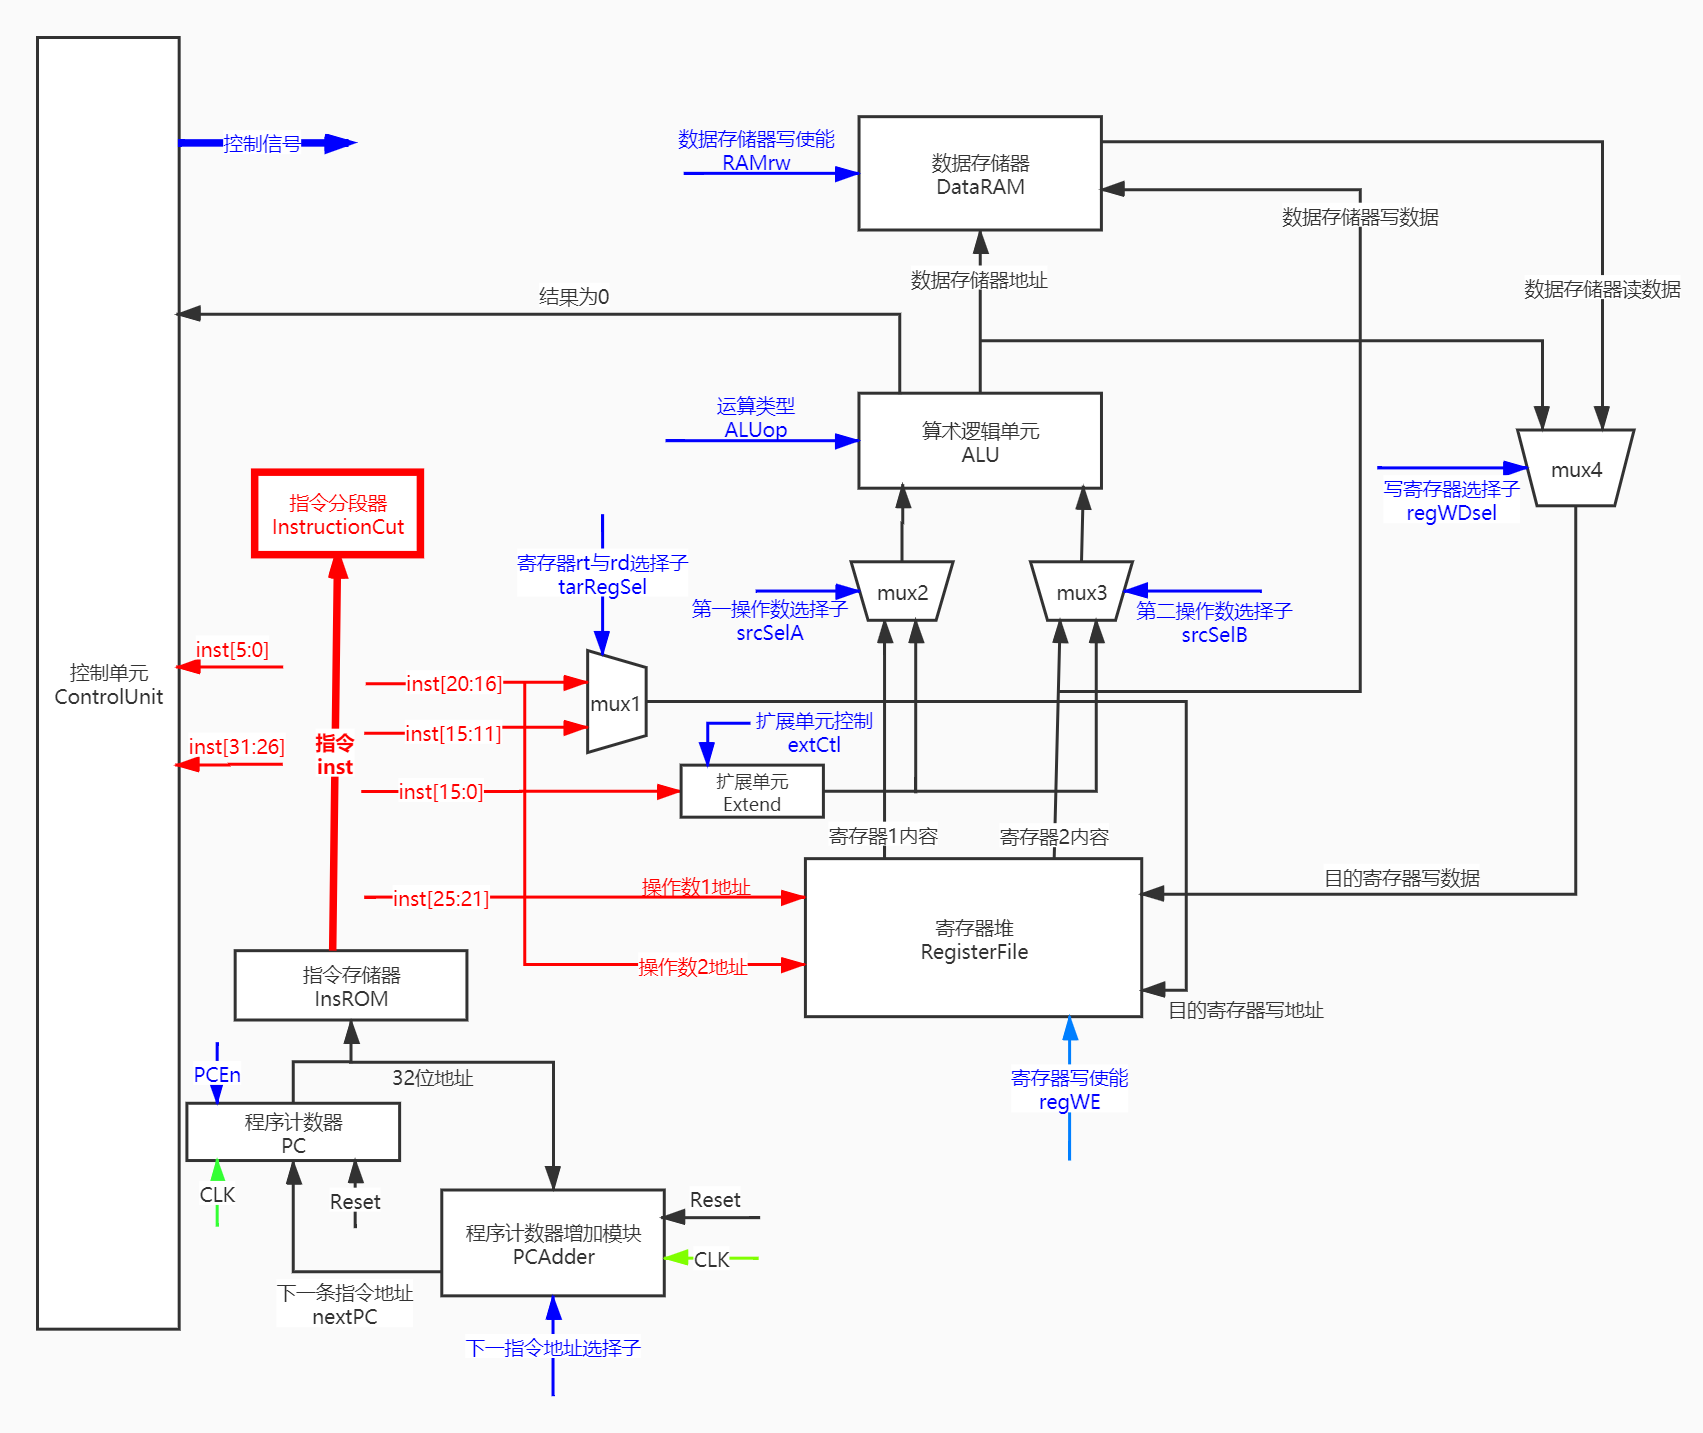 控制信号
数据存储器写使能
RAMrw
数据存储器
DataRAM
数据存储器写数据
数据存储器地址
数据存储器读数据
结果为0
运算类型
ALUop
算术逻辑单元
ALU
mux4
写寄存器选择子
regWDsel
指令分段器
InstructionCut
寄存器rt与rd选择子
tarRegSel
mux2
mux3
第一操作数选择子
srcSelA
第二操作数选择子
srcSelB
inst[5:0]
控制单元
ControlUnit
inst[20:16]
mux1
inst[15:11]
扩展单元控制
extCtl
inst[31:26]
指令
inst
inst[15:0]
扩展单元
Extend
寄存器1内容
寄存器2内容
inst[25:21]
操作数1地址
目的寄存器写数据
寄存器堆
RegisterFile
操作数2地址
指令存储器
InsROM
目的寄存器写地址
PCEn
32位地址
寄存器写使能
regWE
程序计数器
PC
CLK
Reset
Reset
程序计数器增加模块
PCAdder
CLK
下一条指令地址
nextPC
下一指令地址选择子